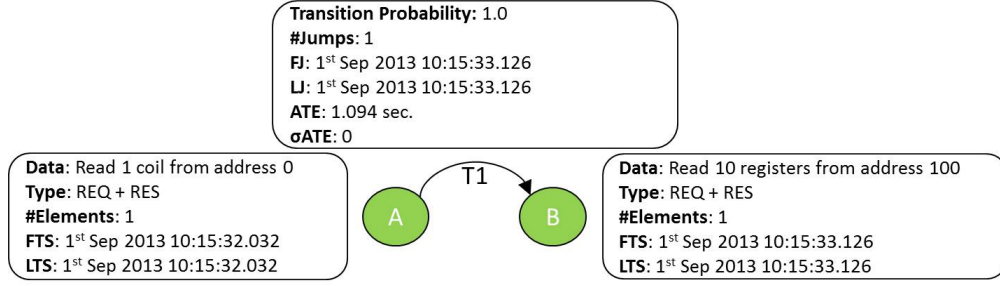 Transition Probability: 1.0
#Jumps: 1
FJ: 1st Sep 2013 10:15:33.126
LJ: 1st Sep 2013 10:15:33.126
ATE: 1.094 sec.
σATE: 0
Data: Read 1 coil from address 0
Type: REQ + RES
#Elements: 1
FTS: 1st Sep 2013 10:15:32.032
LTS: 1st Sep 2013 10:15:32.032
T1
A
B
Data: Read 10 registers from address 100
Type: REQ + RES
#Elements: 1
FTS: 1st Sep 2013 10:15:33.126
LTS: 1st Sep 2013 10:15:33.126